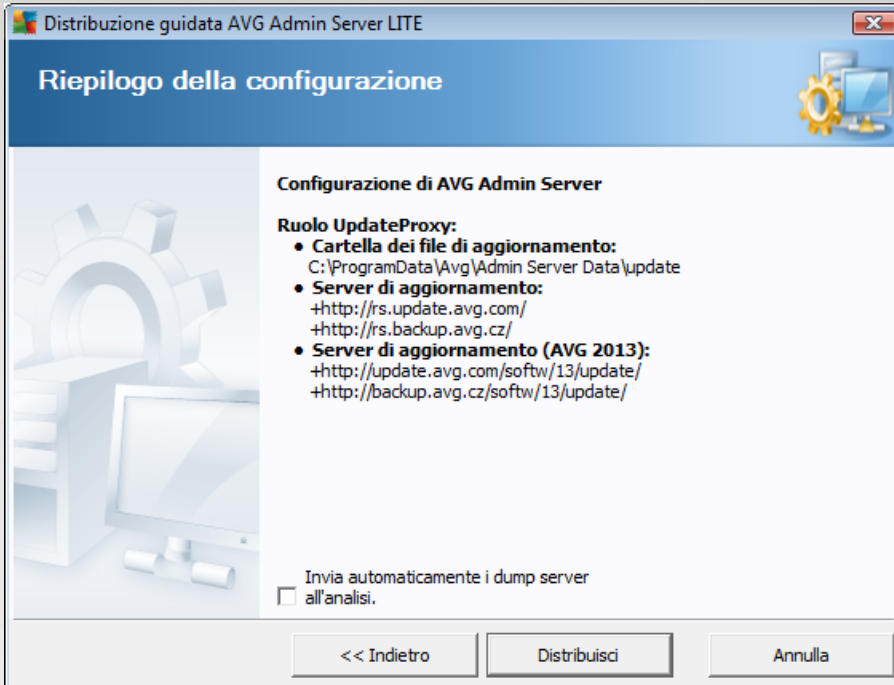 Distribuzione guidata AVG Admin Server LITE
Riepilogo della configurazione
Configurazione di AVG Admin Server
Ruolo UpdateProxy:
• Cartella dei file di aggiornamento:
C:\ProgramData\Avg\Admin Server Data\update
• Server di aggiornamento:
+http://rs.update.avg.com/
+http://rs.backup.avg.cz/
• Server di aggiornamento (AVG 2013):
+http://update.avg.com/softw/13/update/
+http://backup.avg.cz/softw/13/update/
Invia automaticamente i dump server
all'analisi.
<< Indietro
Distribuisci
Annulla